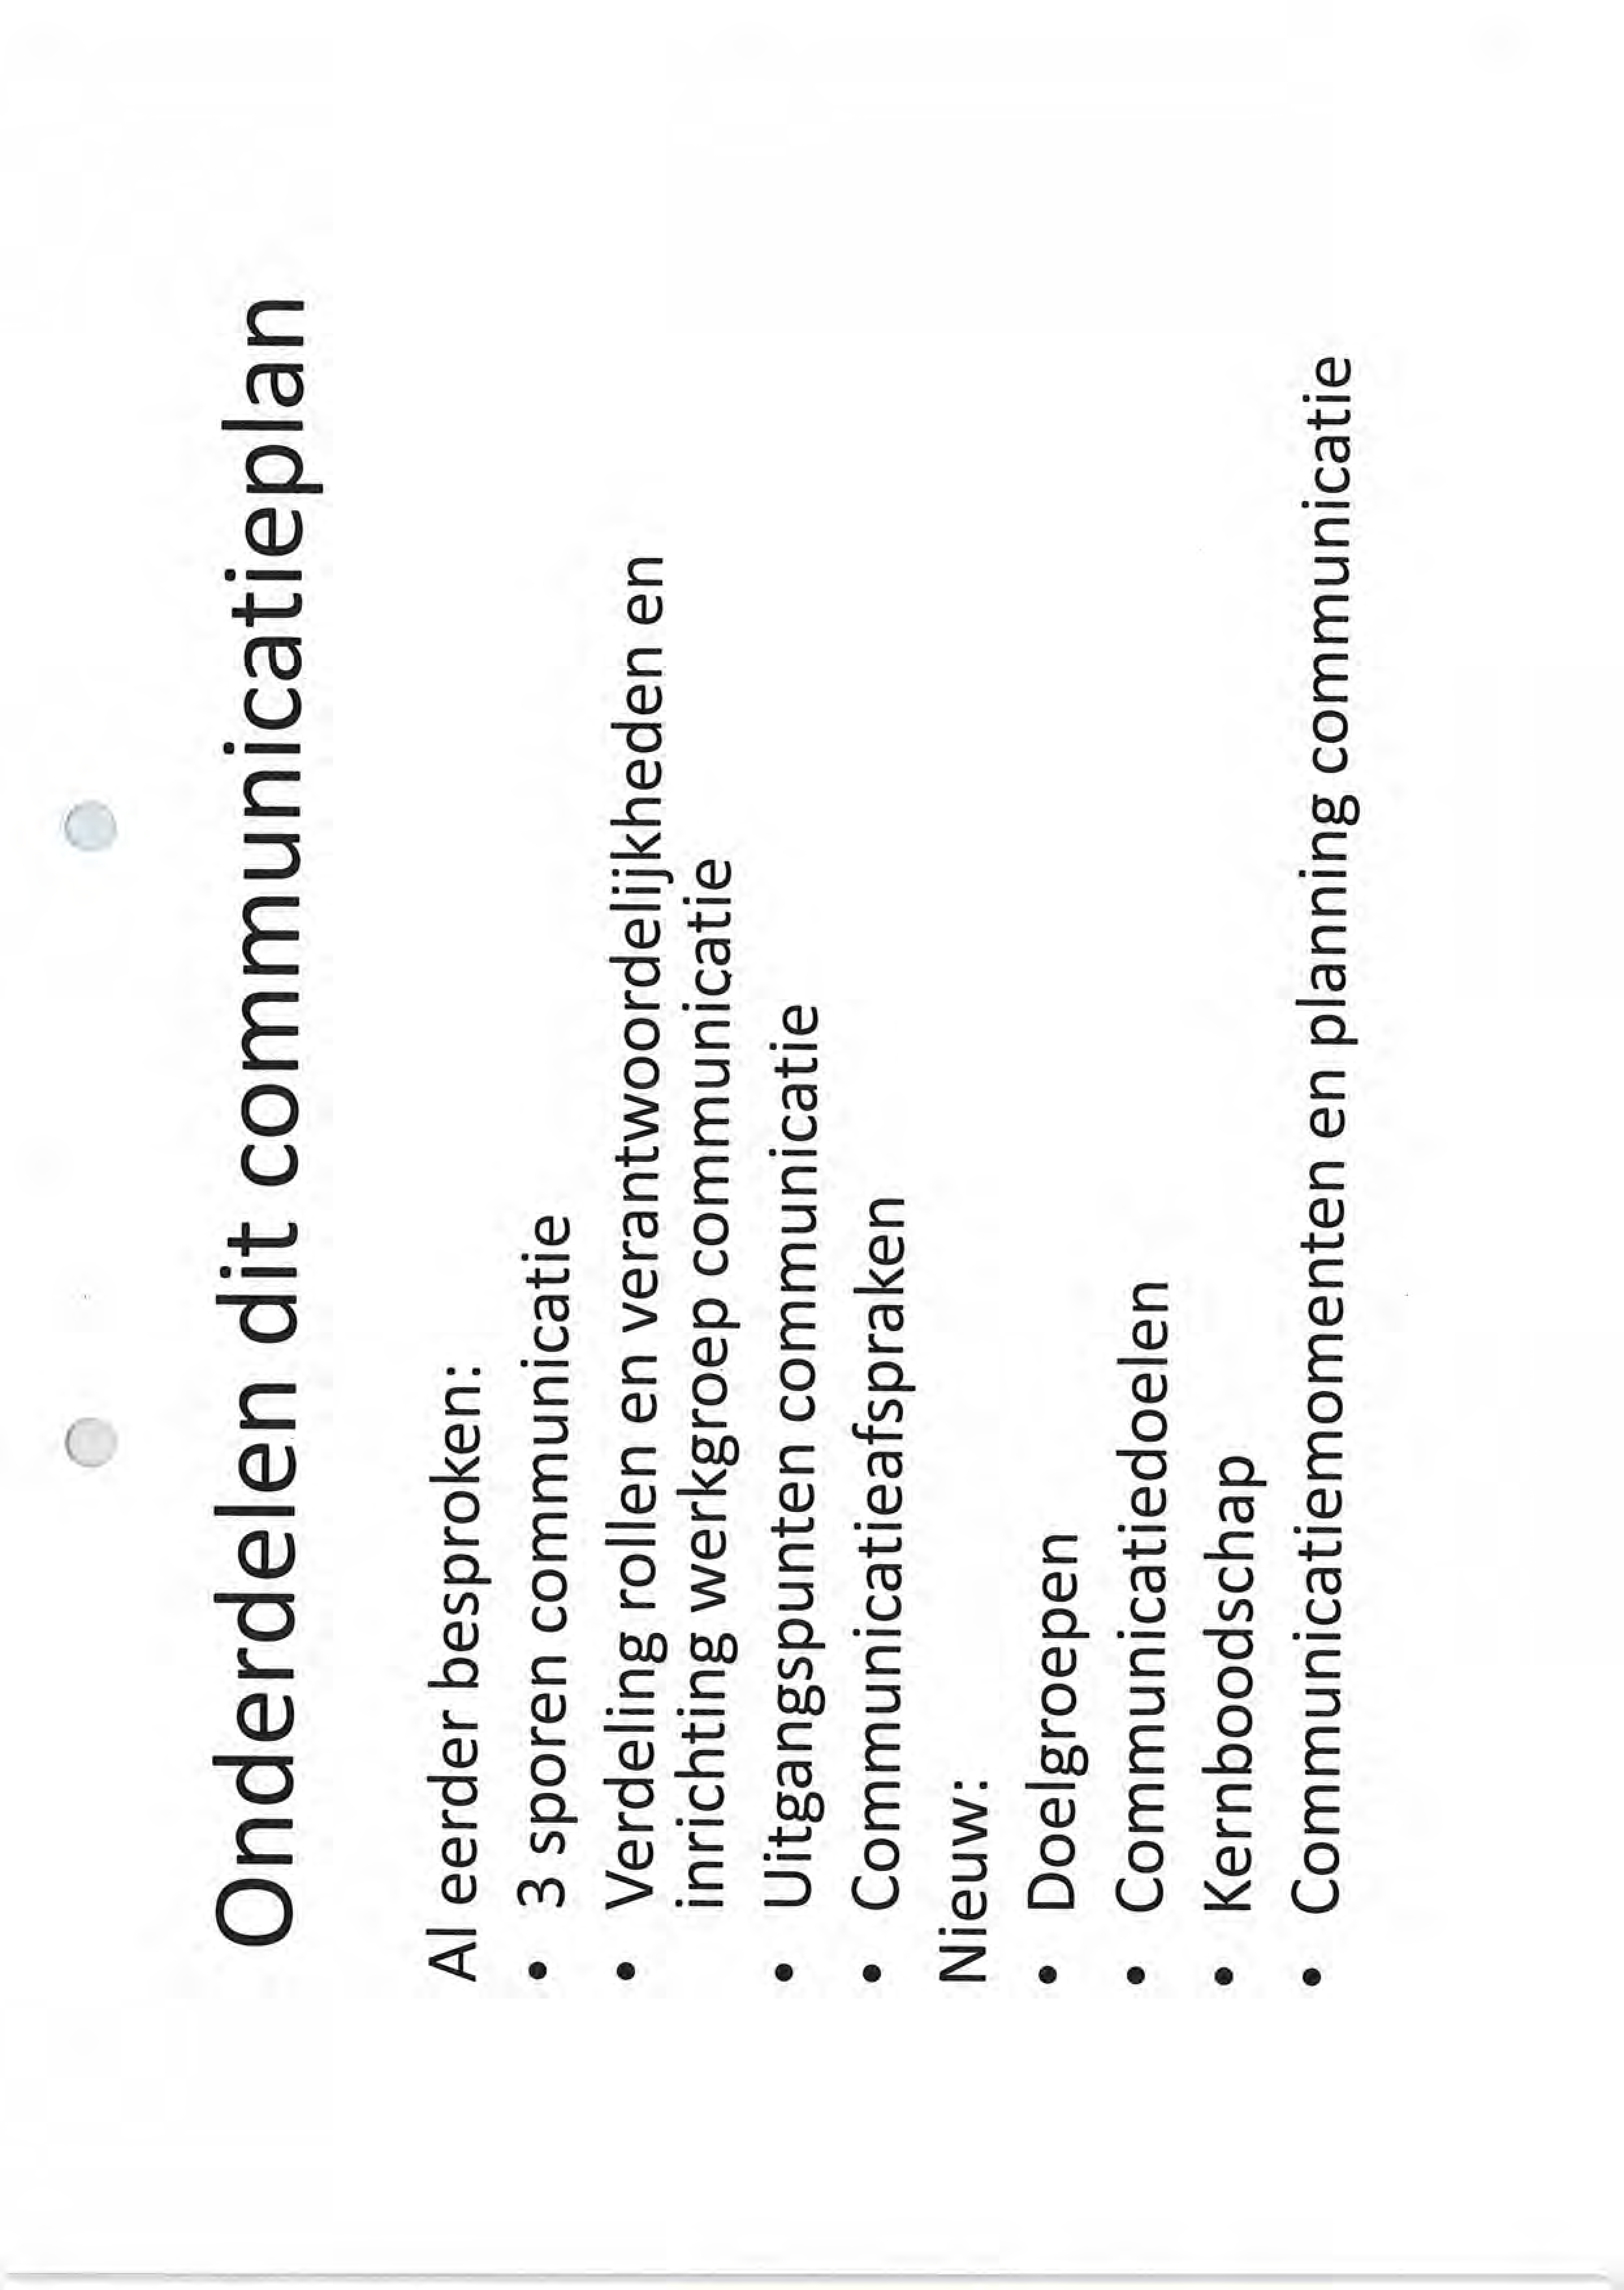 Onderdelen dit communicatieplan
Al eerder besproken:
• 3 sporen communicatie
• Verdeling rollen en verantwoordelijkheden en
inrichting werkgroep communicatie
• Uitgangspunten communicatie
• Communicatieafspraken
Nieuw:
• Doelgroepen
• Communicatiedoelen
• Kernboodschap
• Communicatiemomenten en planning communicatie